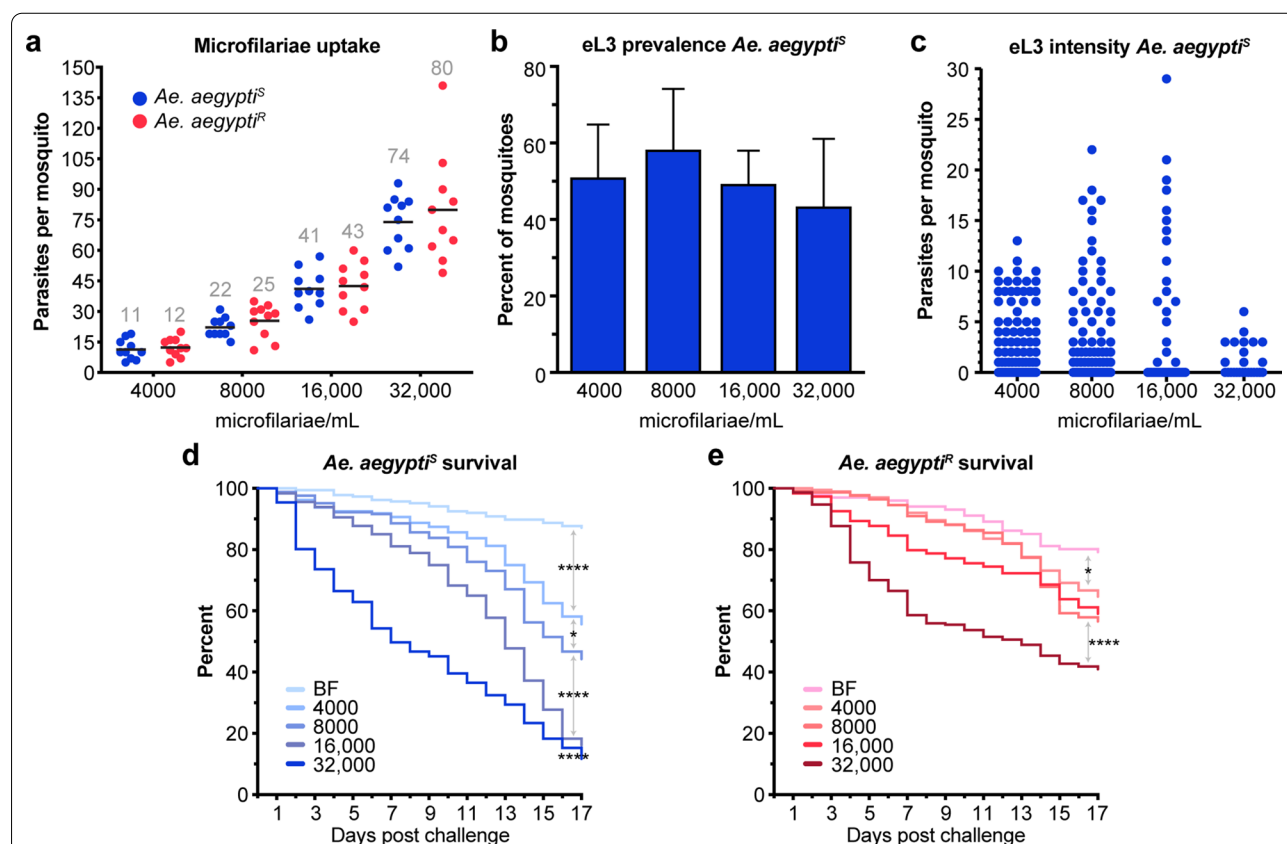 a
Microfilariae uptake
Parasites per mosquito
150
135
120
105
90
75
60
45
30
15
0
Ae. aegyptiˢ
Ae. aegyptiᴿ
11
12
22
25
41
43
74
80
4000
8000
16,000
32,000
microfilariae/mL
b
eL3 prevalence Ae. aegyptiˢ
Percent of mosquitoes
80
60
40
20
0
4000
8000
16,000
32,000
microfilariae/mL
c
eL3 intensity Ae. aegyptiˢ
Parasites per mosquito
30
25
20
15
10
5
0
4000
8000
16,000
32,000
microfilariae/mL
d
Ae. aegyptiˢ survival
Percent
100
80
60
40
20
0
BF
4000
8000
16,000
32,000
****
*
****
****
1 3 5 7 9 11 13 15 17
Days post challenge
e
Ae. aegyptiᴿ survival
Percent
100
80
60
40
20
0
BF
4000
8000
16,000
32,000
*
****
1 3 5 7 9 11 13 15 17
Days post challenge